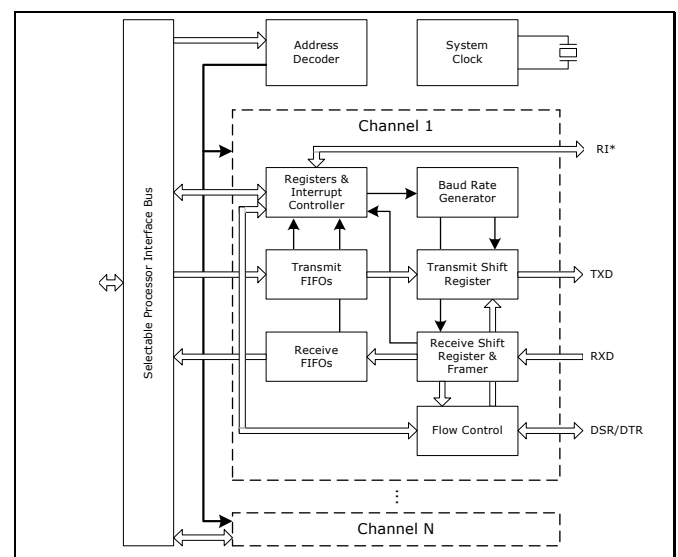 Address
Decoder
System
Clock
Channel 1
RI*
Registers &
Interrupt
Controller
Baud Rate
Generator
Selectable Processor Interface Bus
Transmit
FIFOs
Transmit Shift
Register
TXD
Receive
FIFOs
Receive Shift
Register &
Framer
RXD
Flow Control
DSR/DTR
...
Channel N